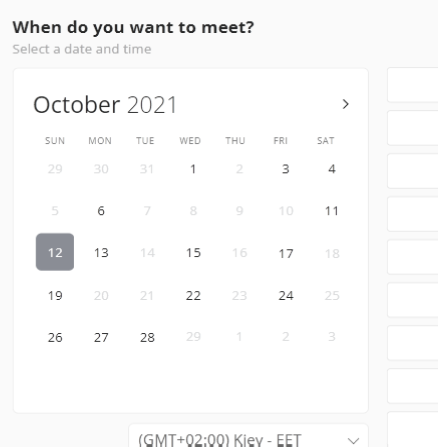 When do you want to meet?
Select a date and time
October 2021
SUN MON TUE WED THU FRI SAT
29 30 31 1 2 3 4
5 6 7 8 9 10 11
12 13 14 15 16 17 18
19 20 21 22 23 24 25
26 27 28 29 1 2 3
(GMT+02:00) Kiev - EET